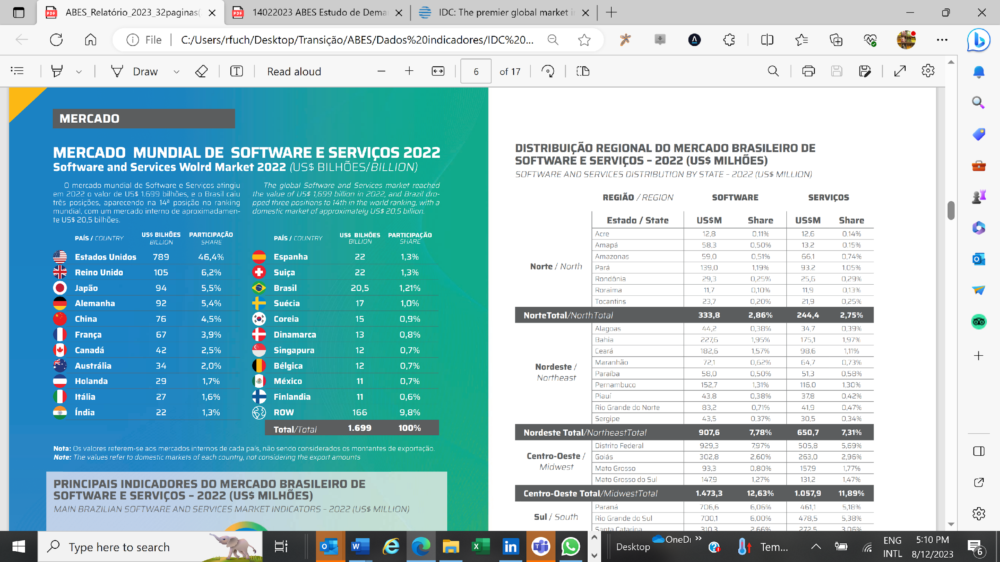 ABES_Relatório_2023_32paginas(
14022023 ABES Estudo de Dema
IDC: The premier global market i
File
C:/Users/rfuch/Desktop/Transição/ABES/Dados%20indicadores/IDC%20...
Draw
Read aloud
6 of 17
MERCADO
MERCADO MUNDIAL DE SOFTWARE E SERVIÇOS 2022
Software and Services Wolrd Market 2022 (US$ BILHÕES/BILLION)
O mercado mundial de Software e Serviços atingiu
em 2022 o valor de US$ 1.699 bilhões, e o Brasil caiu
três posições, aparecendo na 14ª posição no ranking
mundial, com um mercado interno de aproximadamen-
te US$ 20,5 bilhões.
The global Software and Services market reached
the value of US$ 1,699 billion in 2022, and Brazil dro-
pped three positions to 14th in the world ranking, with a
domestic market of approximately US$ 20,5 billion.
PAÍS / COUNTRY US$ BILHÕES BILLION PARTICIPAÇÃO SHARE
Estados Unidos 789 46,4%
Reino Unido 105 6,2%
Japão 94 5,5%
Alemanha 92 5,4%
China 76 4,5%
França 67 3,9%
Canadá 42 2,5%
Austrália 34 2,0%
Holanda 29 1,7%
Itália 27 1,6%
Índia 22 1,3%
PAÍS / COUNTRY US$ BILHÕES BILLION PARTICIPAÇÃO SHARE
Espanha 22 1,3%
Suiça 22 1,3%
Brasil 20,5 1,21%
Suécia 17 1,0%
Coreia 15 0,9%
Dinamarca 13 0,8%
Singapura 12 0,7%
Bélgica 12 0,7%
México 11 0,7%
Finlandia 11 0,6%
ROW 166 9,8%
Total/Total 1.699 100%
Nota: Os valores referem-se aos mercados internos de cada país, não sendo considerados os montantes de exportação.
Note: The values refer to domestic markets of each country, not considering the export amounts
PRINCIPAIS INDICADORES DO MERCADO BRASILEIRO DE
SOFTWARE E SERVIÇOS – 2022 (US$ MILHÕES)
MAIN BRAZILIAN SOFTWARE AND SERVICES MARKET INDICATORS – 2022 (US$ MILLION)
DISTRIBUIÇÃO REGIONAL DO MERCADO BRASILEIRO DE
SOFTWARE E SERVIÇOS – 2022 (US$ MILHÕES)
SOFTWARE AND SERVICES DISTRIBUTION BY STATE – 2022 (US$ MILLION)
REGIÃO / REGION SOFTWARE SERVIÇOS
Estado / State US$M Share US$M Share
Norte / North
Acre 12,8 0,11% 12,6 0,14%
Amapá 58,3 0,50% 13,2 0,15%
Amazonas 59,0 0,51% 66,1 0,74%
Pará 139,0 1,19% 93,2 1,05%
Rondônia 29,3 0,25% 25,6 0,29%
Roraima 11,7 0,10% 11,9 0,13%
Tocantins 23,7 0,20% 21,9 0,25%
NorteTotal/NorthTotal 333,8 2,86% 244,4 2,75%
Nordeste /
Northeast
Alagoas 44,2 0,38% 34,7 0,39%
Bahia 227,6 1,95% 175,1 1,97%
Ceará 182,6 1,57% 98,6 1,11%
Maranhão 72,1 0,62% 64,7 0,73%
Paraíba 58,0 0,50% 51,3 0,58%
Pernambuco 152,7 1,31% 116,0 1,30%
Piauí 43,8 0,38% 37,8 0,42%
Rio Grande do Norte 83,2 0,71% 41,9 0,47%
Sergipe 43,5 0,37% 30,5 0,34%
Nordeste Total/NortheastTotal 907,6 7,78% 650,7 7,31%
Centro-Oeste /
Midwest
Distrito Federal 929,3 7,97% 505,8 5,69%
Goiás 302,8 2,60% 263,0 2,96%
Mato Grosso 93,3 0,80% 157,9 1,77%
Mato Grosso do Sul 147,9 1,27% 131,2 1,47%
Centro-Oeste Total/MidwestTotal 1.473,3 12,63% 1.057,9 11,89%
Sul / South
Paraná 706,6 6,06% 461,1 5,18%
Rio Grande do Sul 700,1 6,00% 478,5 5,38%
Santa Catarina 310,3 2,66% 272,5 3,06%
Type here to search
Desktop
OneDr
Tem...
ENG
INTL
5:10 PM
8/12/2023
6